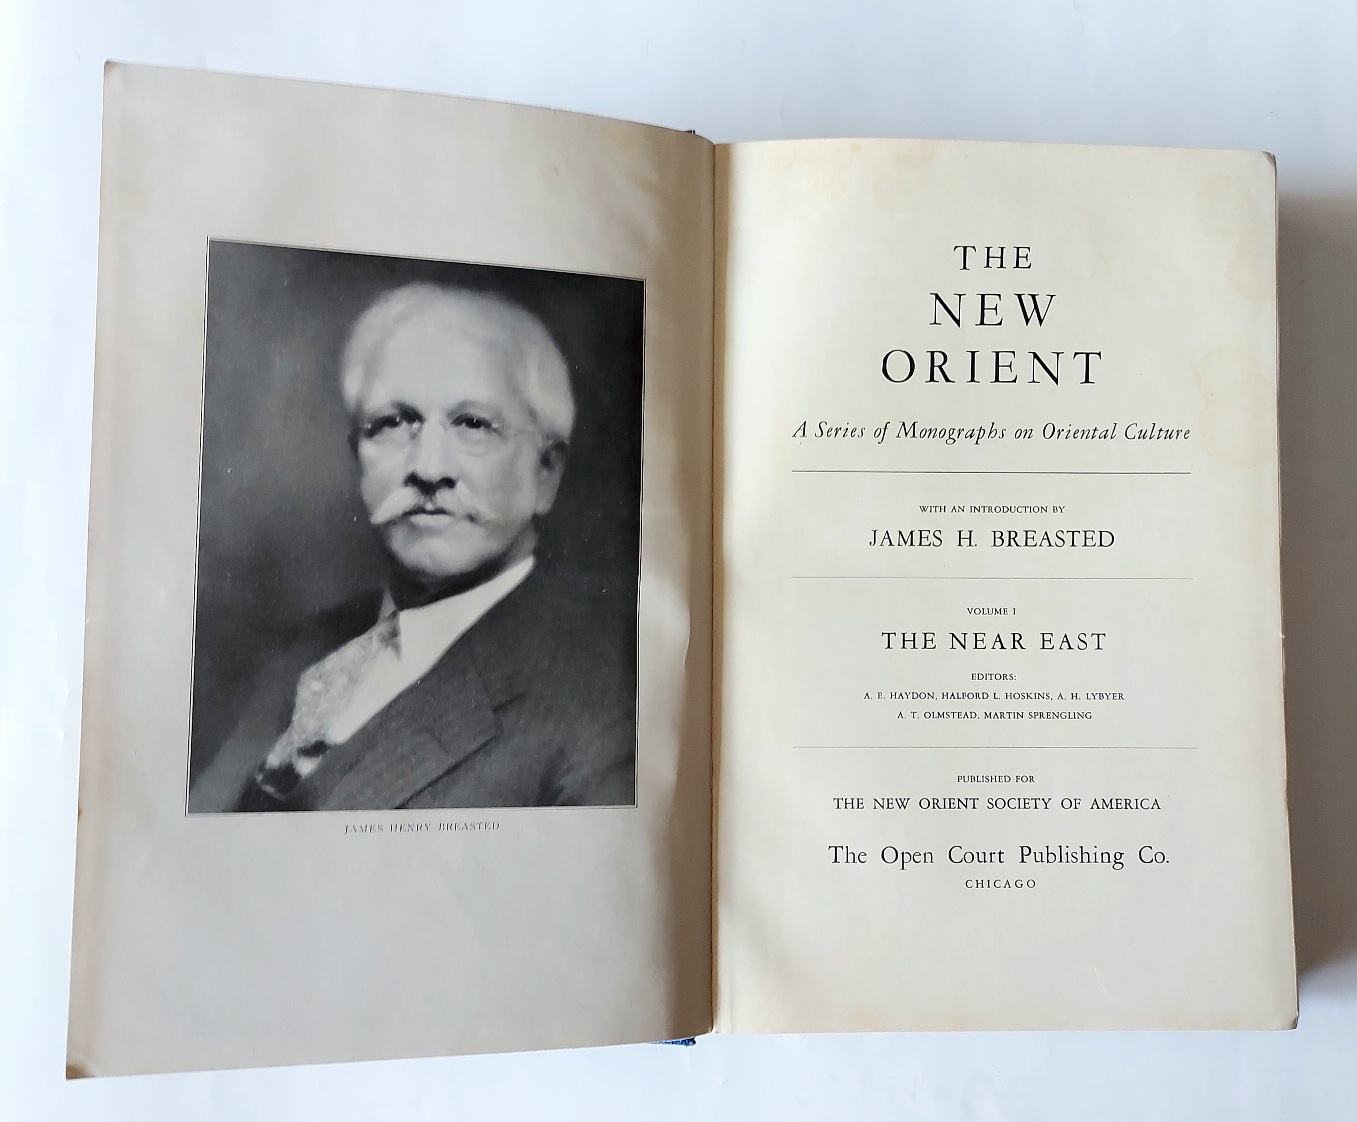 JAMES HENRY BREASTED
THE
NEW
ORIENT
A Series of Monographs on Oriental Culture
WITH AN INTRODUCTION BY
JAMES H. BREASTED
VOLUME I
THE NEAR EAST
EDITORS:
A. E. HAYDON, HALFORD L. HOSKINS, A. H. LYBYER
A. T. OLMSTEAD, MARTIN SPRENGLING
PUBLISHED FOR
THE NEW ORIENT SOCIETY OF AMERICA
The Open Court Publishing Co.
CHICAGO